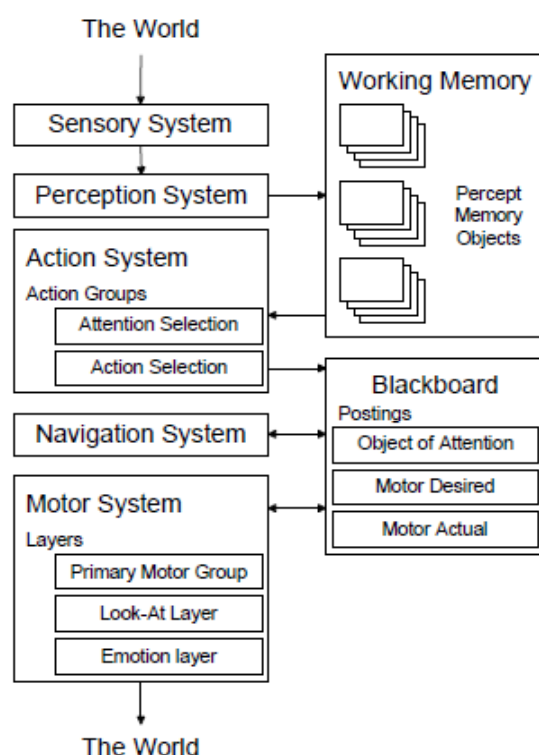 The World
Sensory System
Perception System
Action System
Action Groups
Attention Selection
Action Selection
Navigation System
Motor System
Layers
Primary Motor Group
Look-At Layer
Emotion layer
The World
Working Memory
Percept
Memory
Objects
Blackboard
Postings
Object of Attention
Motor Desired
Motor Actual